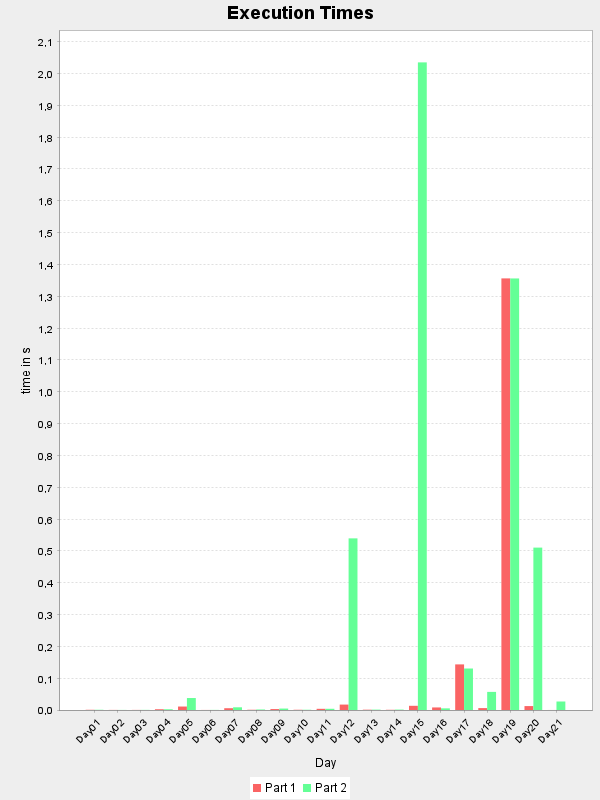 Execution Times
2,1
2,0
1,9
1,8
1,7
1,6
1,5
1,4
1,3
1,2
1,1
1,0
0,9
0,8
0,7
0,6
0,5
0,4
0,3
0,2
0,1
0,0
time in s
Day01
Day02
Day03
Day04
Day05
Day06
Day07
Day08
Day09
Day10
Day11
Day12
Day13
Day14
Day15
Day16
Day17
Day18
Day19
Day20
Day21
Day
Part 1 Part 2